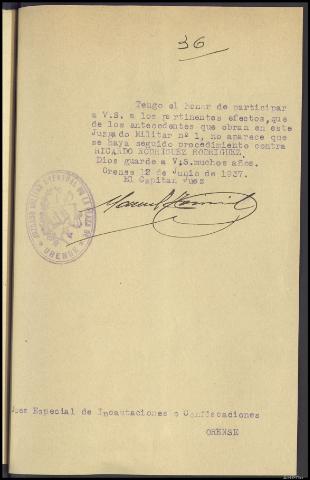 36
Tengo el honor de participar
a V.S. a los pertinentes efectos, que
de los antecedentes que obran en este
Juzgado Militar nº 1, no aparece que
se haya seguido procedimiento contra
RICARDO RODRIGUEZ RODRIGUEZ.
Dios guarde a V.S. muchos años.
Orense 12 de Junio de 1937.
El Capitan Juez
Manuel
ORENSE
Juez Especial de Incautaciones o Confiscaciones
ORENSE